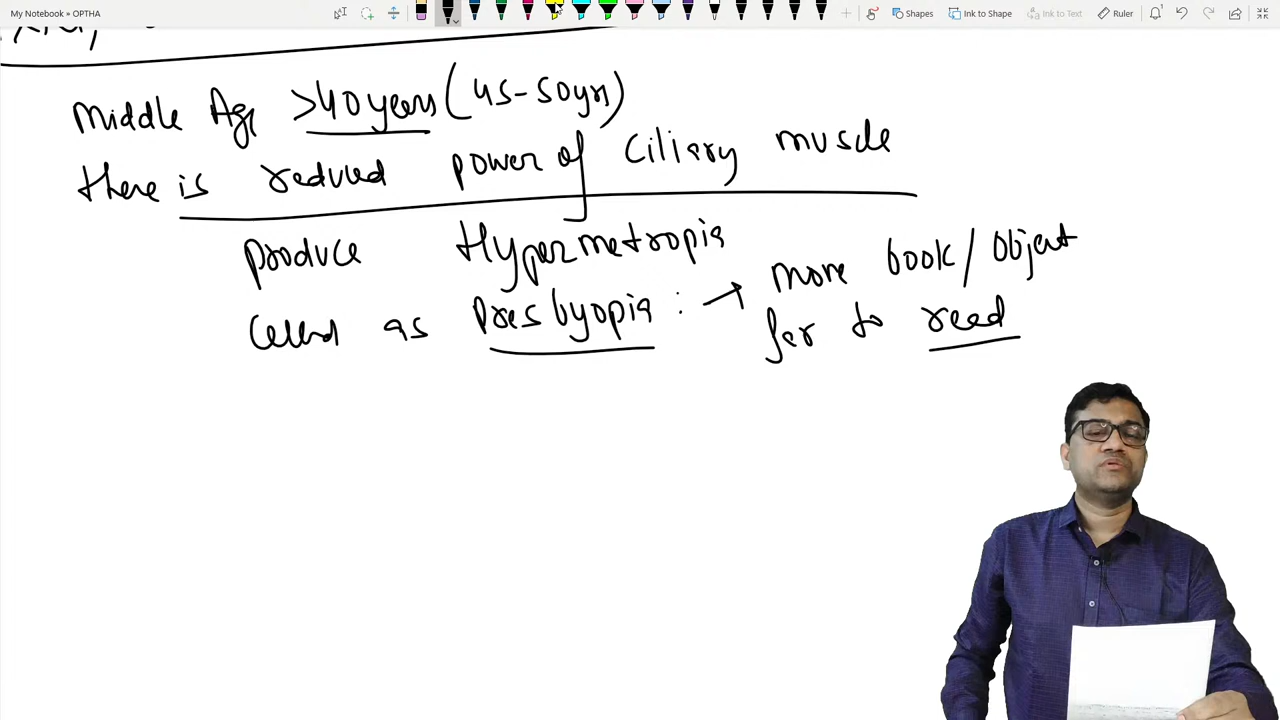 My Notebook » OPTHA
Shapes
Ink to Shape
Ink to Text
Ruler
Middle Age >40 years (45-50yrs)
there is reduced power of ciliary muscle
produce Hypermetropia
called as Presbyopia : → move book/object
far to read